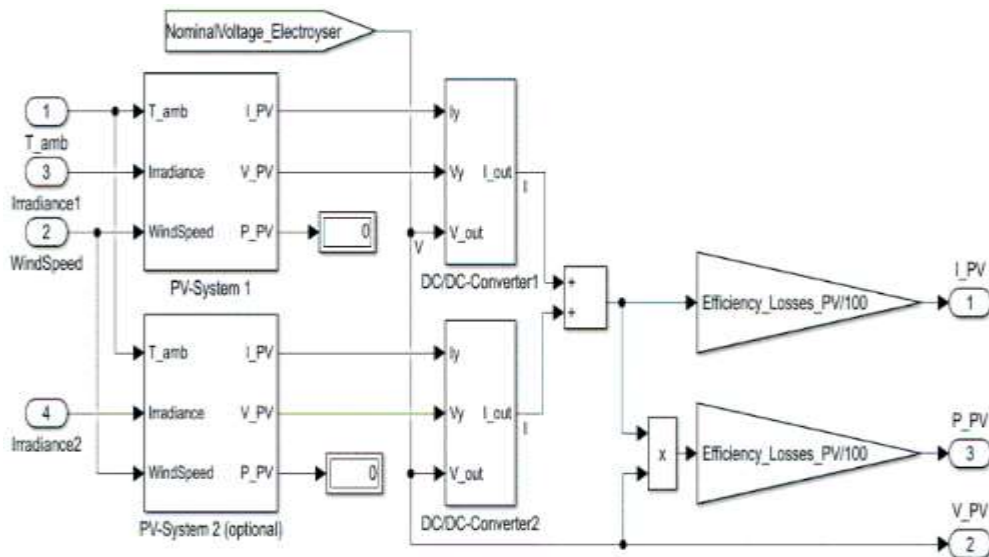 NominalVoltage_Electroyser
1
T_amb
3
Irradiance1
2
WindSpeed
T_amb
I_PV
Irradiance
V_PV
WindSpeed
P_PV
PV-System 1
0
V
Iy
Vy
I_out
V_out
I
DC/DC-Converter1
+
+
Efficiency_Losses_PV/100
I_PV
1
4
Irradiance2
T_amb
I_PV
Irradiance
V_PV
WindSpeed
P_PV
PV-System 2 (optional)
0
Iy
Vy
I_out
V_out
I
DC/DC-Converter2
x
Efficiency_Losses_PV/100
P_PV
3
V_PV
2